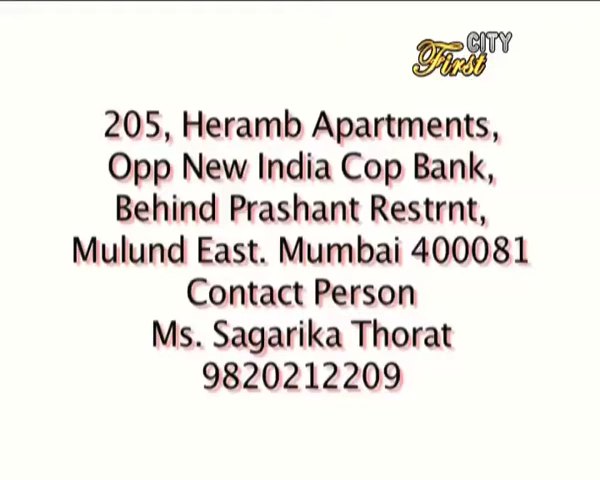 CITY
First
205, Heramb Apartments,
Opp New India Cop Bank,
Behind Prashant Restrnt,
Mulund East. Mumbai 400081
Contact Person
Ms. Sagarika Thorat
9820212209